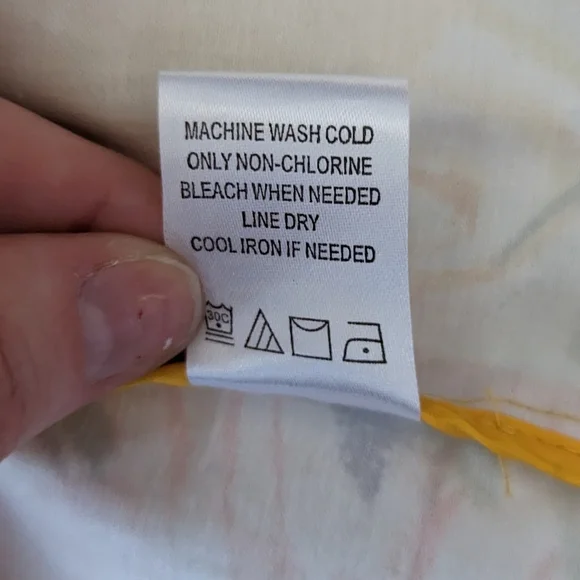 MACHINE WASH COLD
ONLY NON-CHLORINE
BLEACH WHEN NEEDED
LINE DRY
COOL IRON IF NEEDED
30C